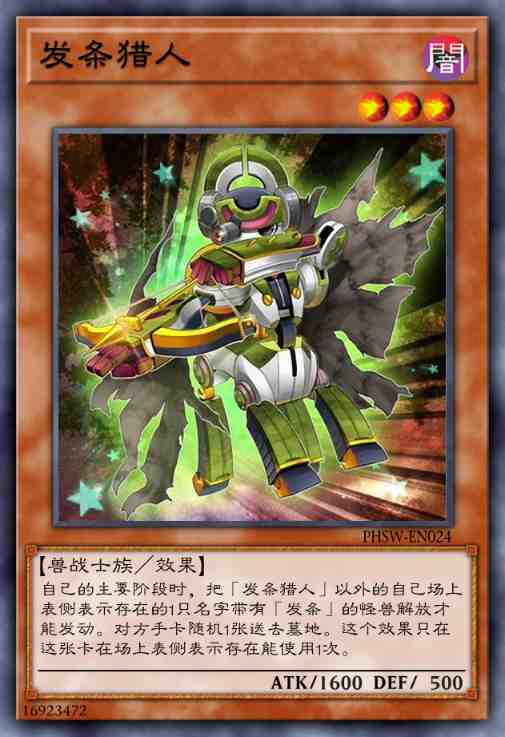 发条猎人
闇
PHSW-EN024
【兽战士族／效果】
自己的主要阶段时，把「发条猎人」以外的自己场上
表侧表示存在的1只名字带有「发条」的怪兽解放才
能发动。对方手卡随机1张送去墓地。这个效果只在
这张卡在场上表侧表示存在能使用1次。
ATK/1600 DEF/ 500
16923472